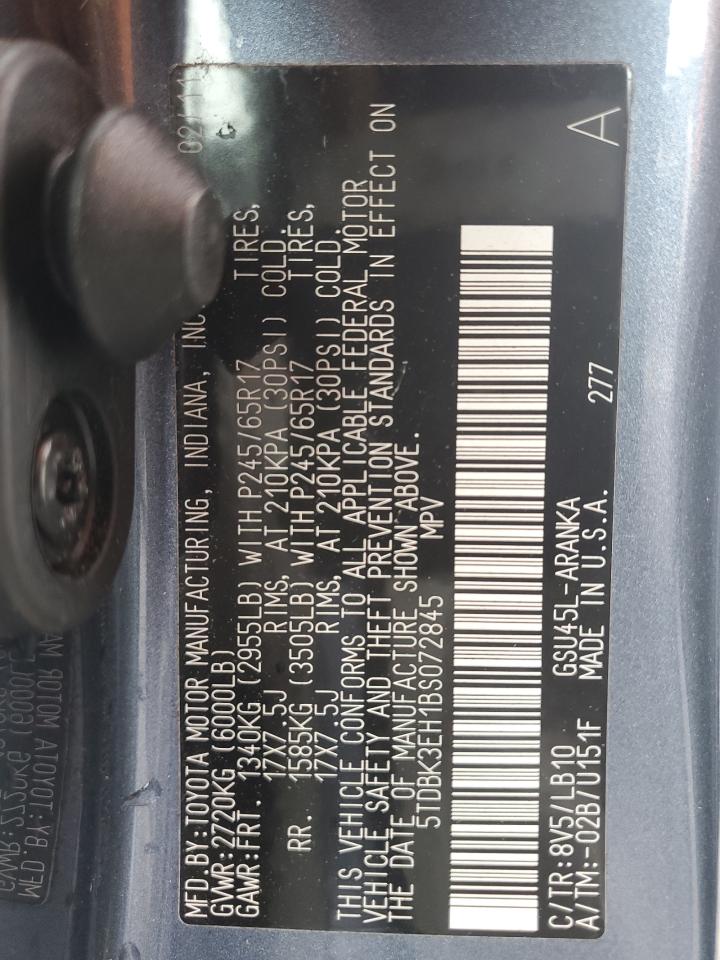 MFD.BY:TOYOTA MOTOR MANUFACTURING, INDIANA, INC 02/11
GVWR:2720KG (6000LB)
GAWR:FRT. 1340KG (2955LB) WITH P245/65R17 TIRES,
17X7.5J RIMS, AT 210KPA (30PSI) COLD.
RR. 1585KG (3505LB) WITH P245/65R17 TIRES,
17X7.5J RIMS, AT 210KPA (30PSI) COLD.
THIS VEHICLE CONFORMS TO ALL APPLICABLE FEDERAL MOTOR
VEHICLE SAFETY AND THEFT PREVENTION STANDARDS IN EFFECT ON
THE DATE OF MANUFACTURE SHOWN ABOVE.
5TDBK3EH1BS072845 MPV
C/TR:8V5/LB10 GSU45L-ARANKA A
A/TM:-02B/U151F MADE IN U.S.A. 277